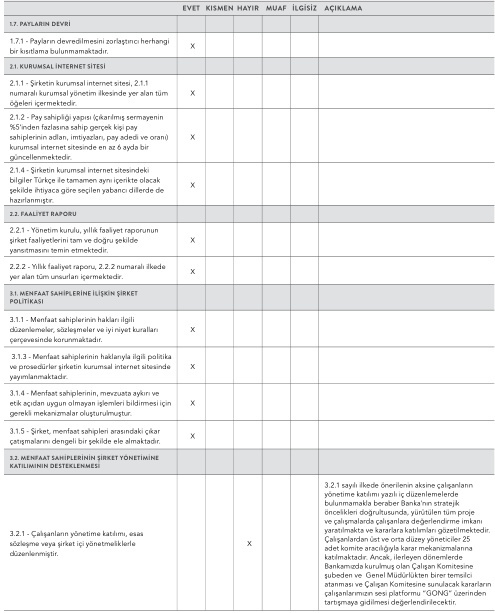 EVET KISMEN HAYIR MUAF İLGİSİZ AÇIKLAMA
1.7. PAYLARIN DEVRİ
1.7.1 - Payların devredilmesini zorlaştırıcı herhangi
bir kısıtlama bulunmamaktadır.
X
2.1. KURUMSAL İNTERNET SİTESİ
2.1.1 - Şirketin kurumsal internet sitesi, 2.1.1
numaralı kurumsal yönetim ilkesinde yer alan tüm
öğeleri içermektedir.
X
2.1.2 - Pay sahipliği yapısı (çıkarılmış sermayenin
%5'inden fazlasına sahip gerçek kişi pay
sahiplerinin adları, imtiyazları, pay adedi ve oranı)
kurumsal internet sitesinde en az 6 ayda bir
güncellenmektedir.
X
2.1.4 - Şirketin kurumsal internet sitesindeki
bilgiler Türkçe ile tamamen aynı içerikte olacak
şekilde ihtiyaca göre seçilen yabancı dillerde de
hazırlanmıştır.
X
2.2. FAALİYET RAPORU
2.2.1 - Yönetim kurulu, yıllık faaliyet raporunun
şirket faaliyetlerini tam ve doğru şekilde
yansıtmasını temin etmektedir.
X
2.2.2 - Yıllık faaliyet raporu, 2.2.2 numaralı ilkede
yer alan tüm unsurları içermektedir.
X
3.1. MENFAAT SAHİPLERİNE İLİŞKİN ŞİRKET
POLİTİKASI
3.1.1 - Menfaat sahiplerinin hakları ilgili
düzenlemeler, sözleşmeler ve iyi niyet kuralları
çerçevesinde korunmaktadır.
X
3.1.3 - Menfaat sahiplerinin haklarıyla ilgili politika
ve prosedürler şirketin kurumsal internet sitesinde
yayımlanmaktadır.
X
3.1.4 - Menfaat sahiplerinin, mevzuata aykırı ve
etik açıdan uygun olmayan işlemleri bildirmesi için
gerekli mekanizmalar oluşturulmuştur.
X
3.1.5 - Şirket, menfaat sahipleri arasındaki çıkar
çatışmalarını dengeli bir şekilde ele almaktadır.
X
3.2. MENFAAT SAHİPLERİNİN ŞİRKET YÖNETİMİNE
KATILIMININ DESTEKLENMESİ
3.2.1 - Çalışanların yönetime katılımı, esas
sözleşme veya şirket içi yönetmeliklerle
düzenlenmiştir.
X
3.2.1 sayılı ilkede önerilenin aksine çalışanların
yönetime katılımı yazılı iç düzenlemelerde
bulunmamakla beraber Banka'nın stratejik
öncelikleri doğrultusunda, yürütülen tüm proje
ve çalışmalarda çalışanlara değerlendirme imkanı
yaratılmakta ve kararlara katılımları gözetilmektedir.
Çalışanlardan üst ve orta düzey yöneticiler 25
adet komite aracılığıyla karar mekanizmalarına
katılmaktadır. Ancak, ilerleyen dönemlerde
Bankamızda kurulmuş olan Çalışan Komitesine
şubeden ve Genel Müdürlükten birer temsilci
atanması ve Çalışan Komitesine sunulacak kararların
çalışanlarımızın sesi platformu "GONG" üzerinden
tartışmaya gidilmesi değerlendirilecektir.